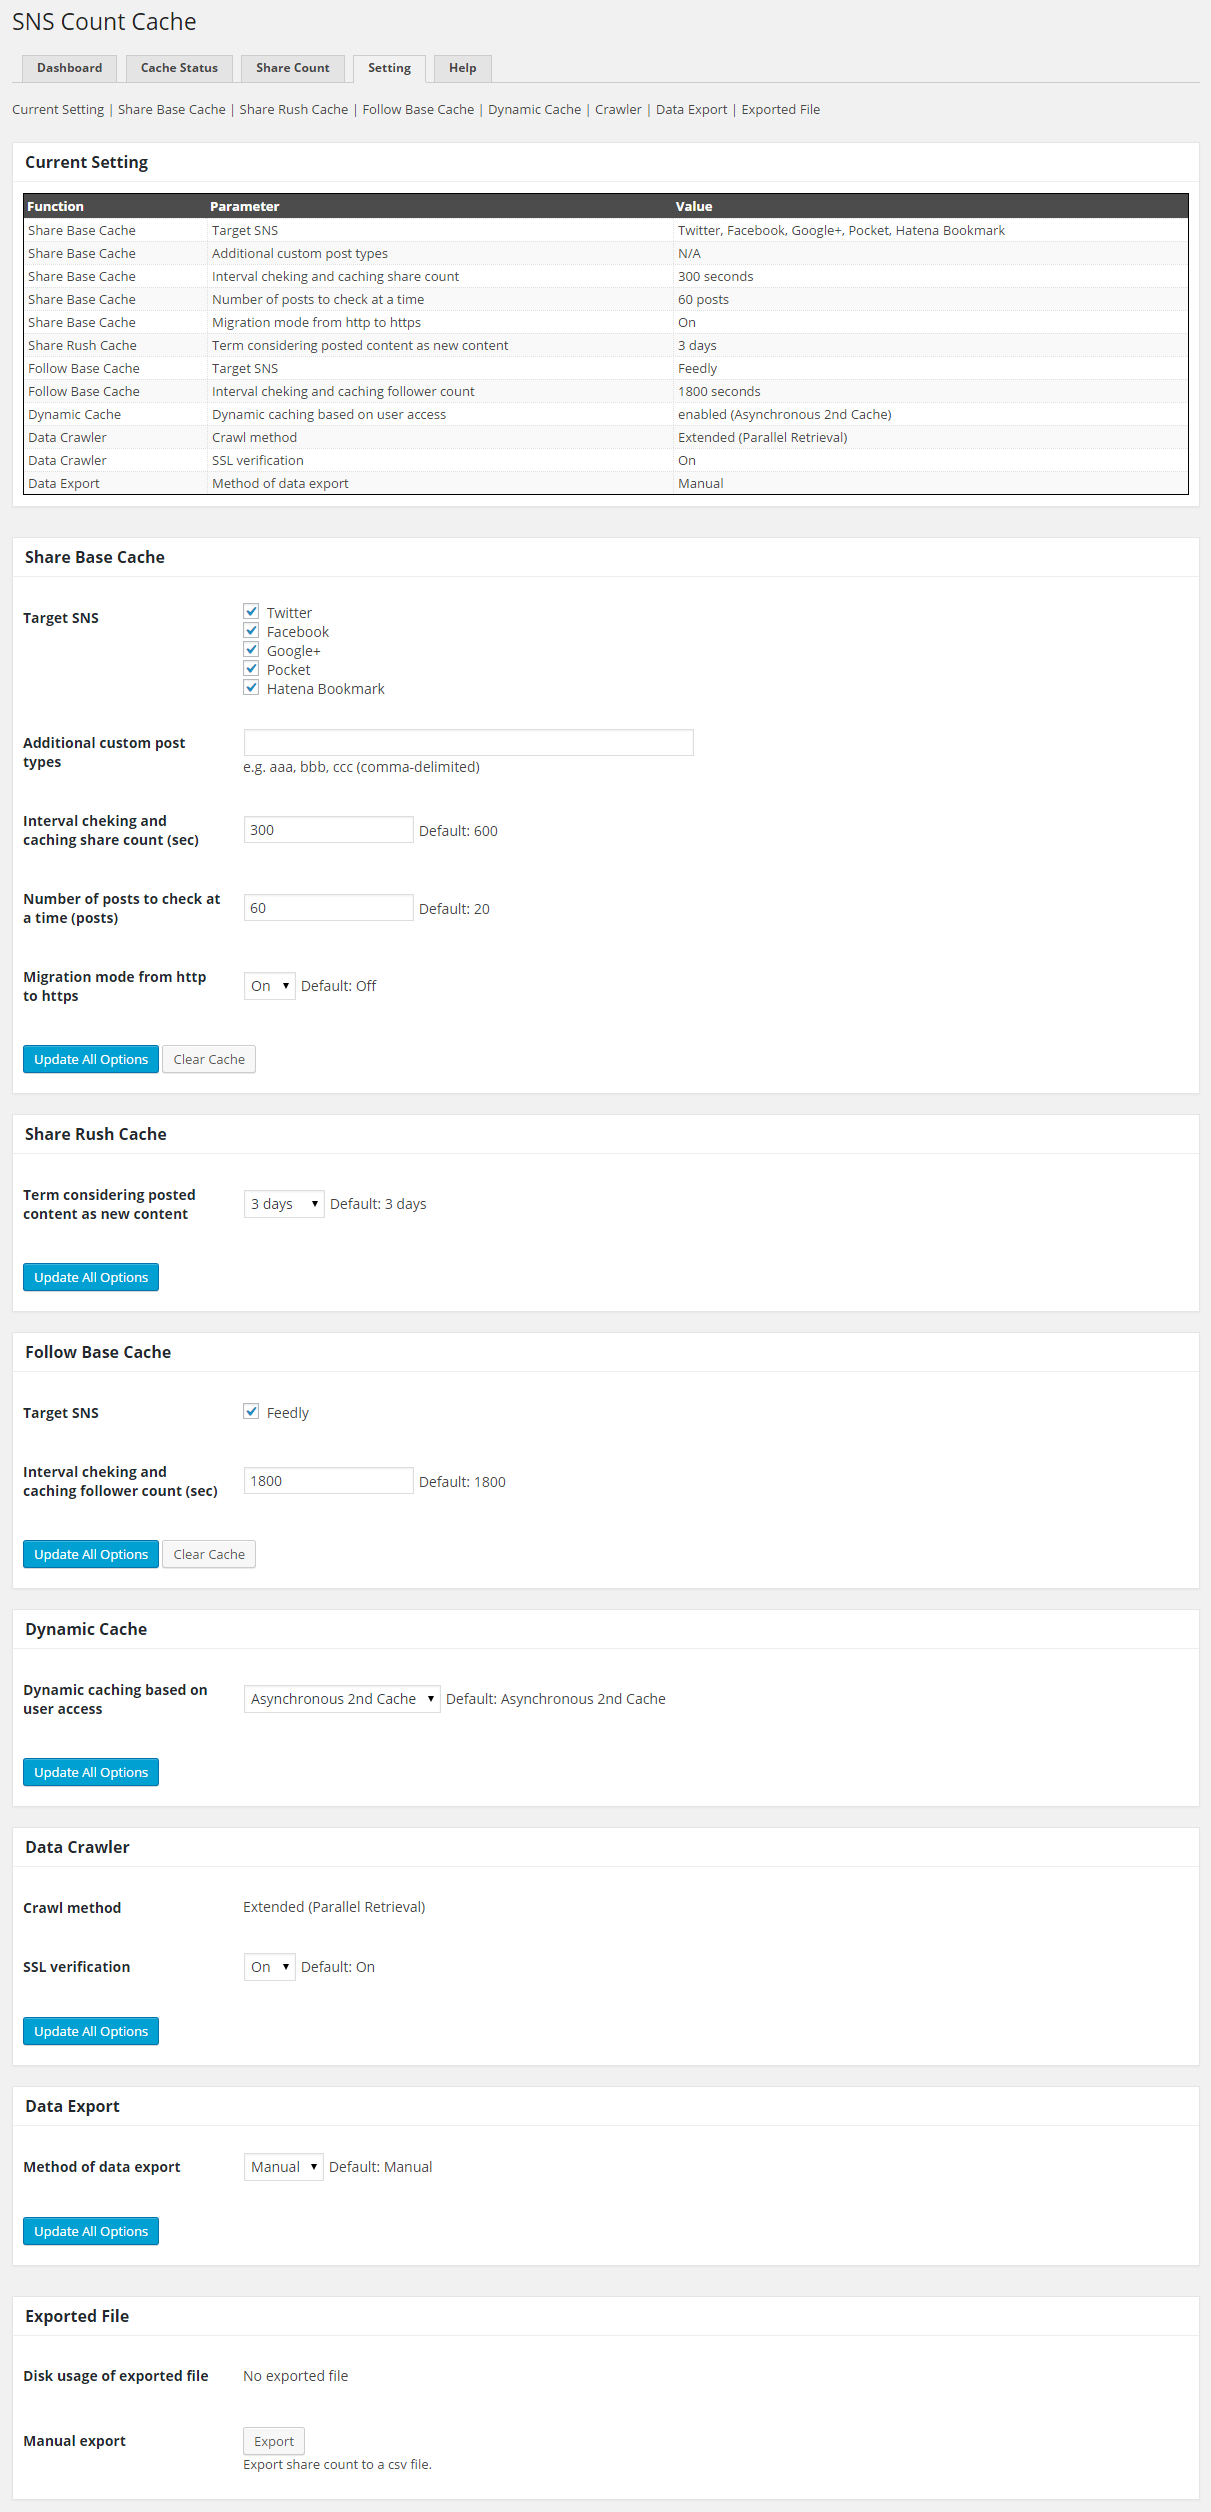 SNS Count Cache
Dashboard Cache Status Share Count Setting Help
Current Setting | Share Base Cache | Share Rush Cache | Follow Base Cache | Dynamic Cache | Crawler | Data Export | Exported File
Current Setting
Function Parameter Value
Share Base Cache Target SNS Twitter, Facebook, Google+, Pocket, Hatena Bookmark
Share Base Cache Additional custom post types N/A
Share Base Cache Interval cheking and caching share count 300 seconds
Share Base Cache Number of posts to check at a time 60 posts
Share Base Cache Migration mode from http to https On
Share Rush Cache Term considering posted content as new content 3 days
Follow Base Cache Target SNS Feedly
Follow Base Cache Interval cheking and caching follower count 1800 seconds
Dynamic Cache Dynamic caching based on user access enabled (Asynchronous 2nd Cache)
Data Crawler Crawl method Extended (Parallel Retrieval)
Data Crawler SSL verification On
Data Export Method of data export Manual
Share Base Cache
Target SNS
Twitter
Facebook
Google+
Pocket
Hatena Bookmark
Additional custom post
types
e.g. aaa, bbb, ccc (comma-delimited)
Interval cheking and
caching share count (sec)
300 Default: 600
Number of posts to check at
a time (posts)
60 Default: 20
Migration mode from http
to https
On Default: Off
Update All Options Clear Cache
Share Rush Cache
Term considering posted
content as new content
3 days Default: 3 days
Update All Options
Follow Base Cache
Target SNS Feedly
Interval cheking and
caching follower count (sec)
1800 Default: 1800
Update All Options Clear Cache
Dynamic Cache
Dynamic caching based on
user access
Asynchronous 2nd Cache Default: Asynchronous 2nd Cache
Update All Options
Data Crawler
Crawl method Extended (Parallel Retrieval)
SSL verification On Default: On
Update All Options
Data Export
Method of data export Manual Default: Manual
Update All Options
Exported File
Disk usage of exported file No exported file
Manual export Export
Export share count to a csv file.